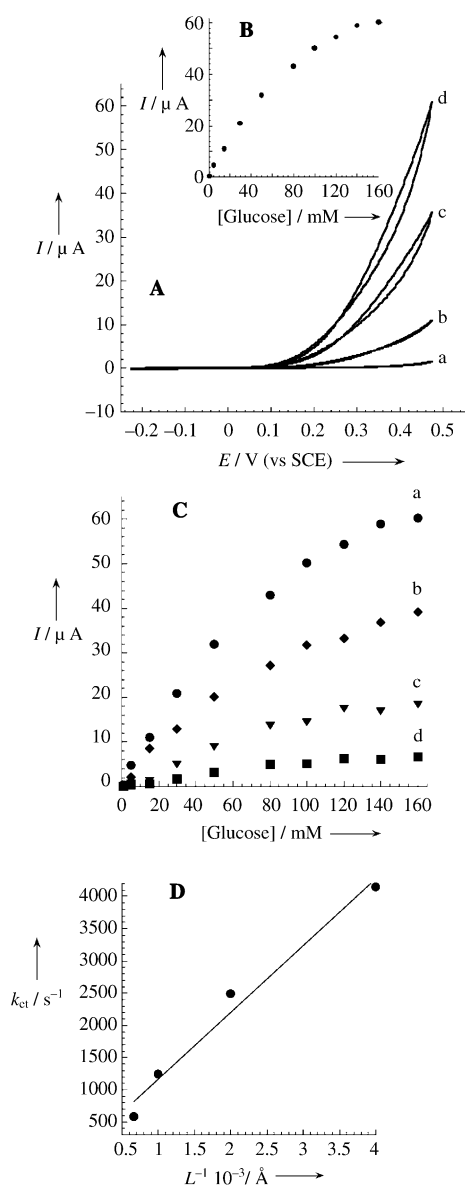 B
60
40
20
0
I / μ A
0 40 80 120 160
[Glucose] / mM
60
50
40
30
20
10
0
−10
I / μ A
A
d
c
b
a
−0.2 −0.1 0 0.1 0.2 0.3 0.4 0.5
E / V (vs SCE)
C
60
50
40
30
20
10
0
I / μ A
a
b
c
d
0 20 40 60 80 100 120 140 160
[Glucose] / mM
D
4000
3500
3000
2500
2000
1500
1000
500
kct / s−1
0.5 1 1.5 2 2.5 3 3.5 4
L−1 10−3/ Å